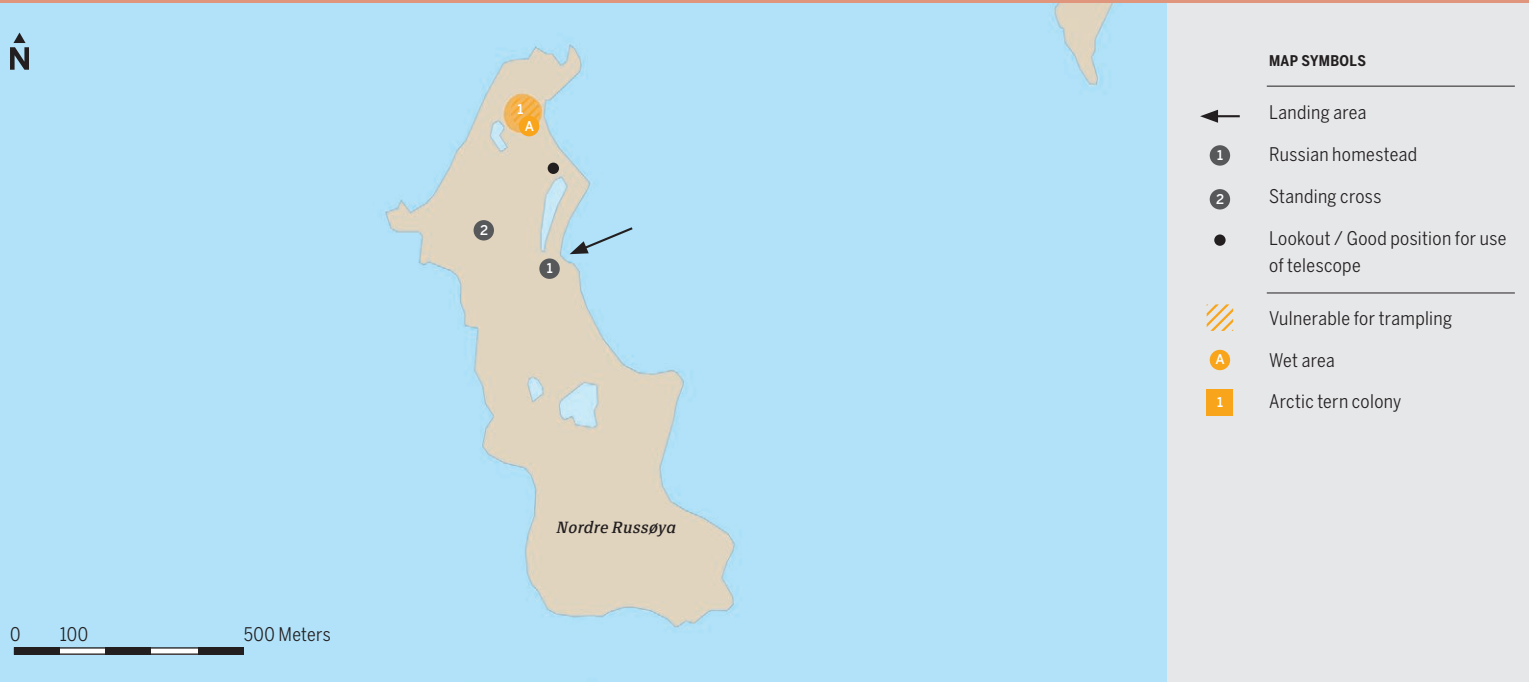 N
1
A
2
1
Nordre Russøya
0 100 500 Meters
MAP SYMBOLS
Landing area
1 Russian homestead
2 Standing cross
Lookout / Good position for use
of telescope
Vulnerable for trampling
A Wet area
1 Arctic tern colony